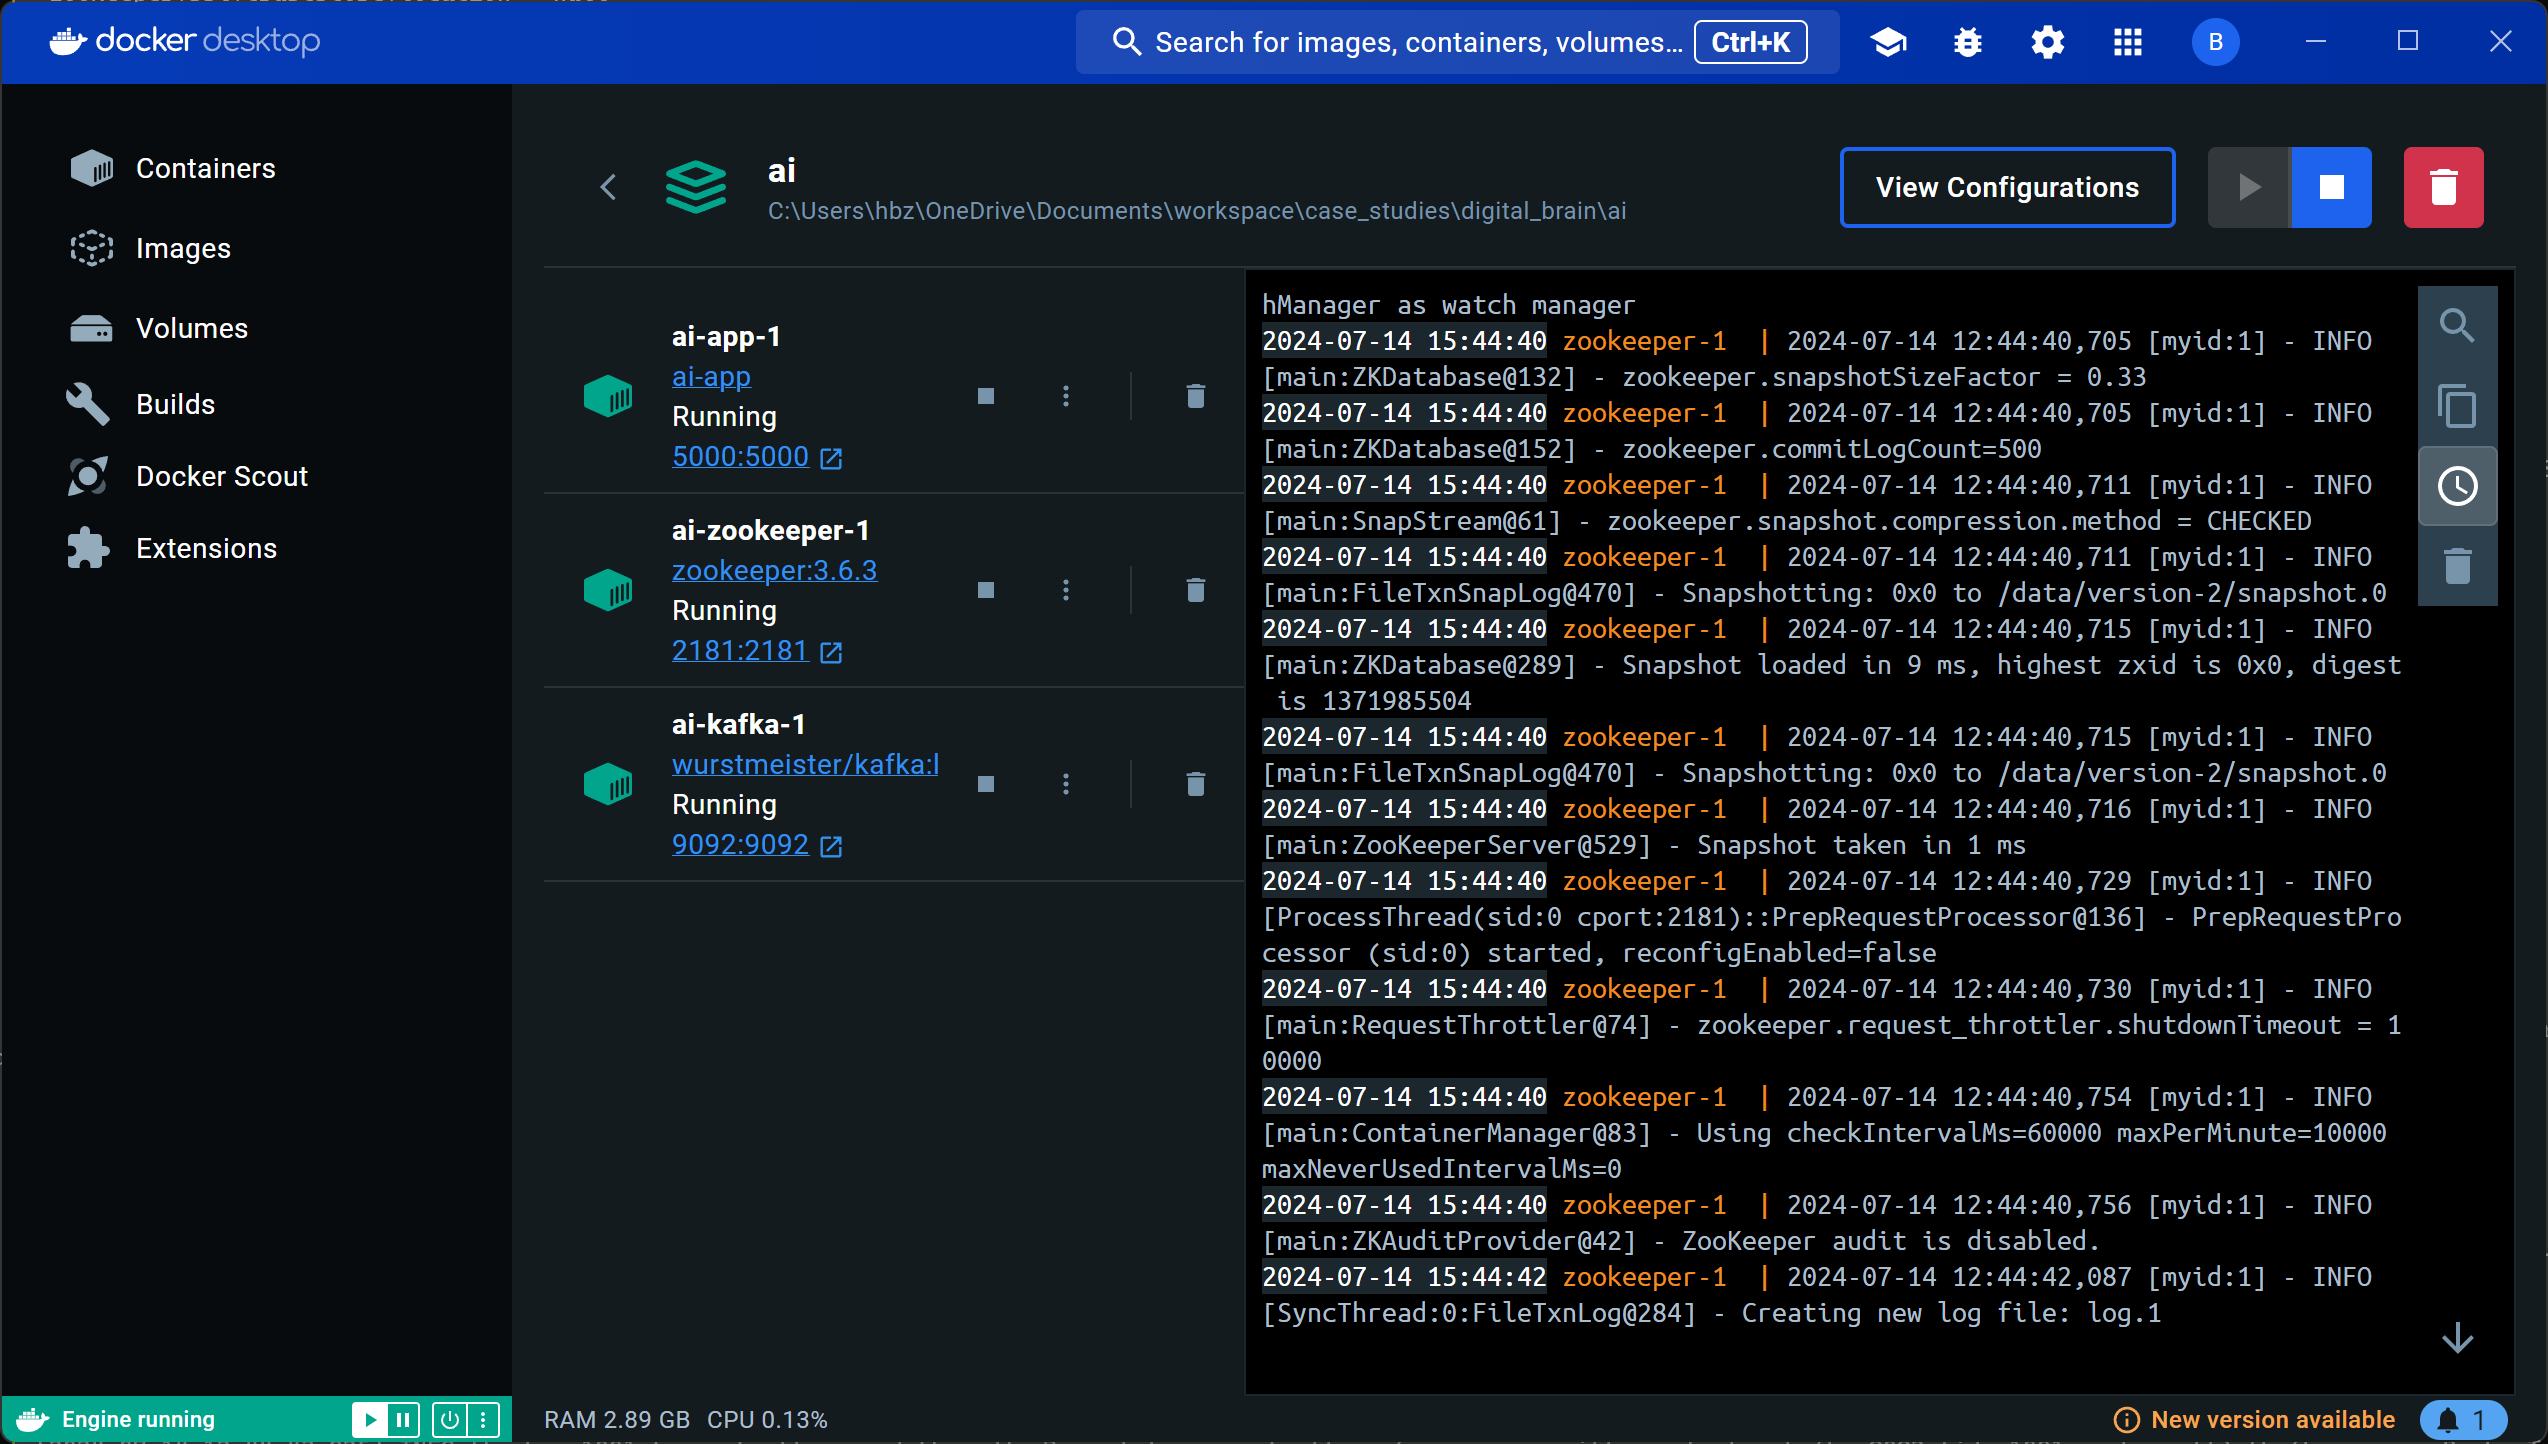 docker desktop
Search for images, containers, volumes... Ctrl+K
B
Containers
Images
Volumes
Builds
Docker Scout
Extensions
ai
C:\Users\hbz\OneDrive\Documents\workspace\case_studies\digital_brain\ai
View Configurations
ai-app-1
ai-app
Running
5000:5000
ai-zookeeper-1
zookeeper:3.6.3
Running
2181:2181
ai-kafka-1
wurstmeister/kafka:l
Running
9092:9092
hManager as watch manager
2024-07-14 15:44:40 zookeeper-1  | 2024-07-14 12:44:40,705 [myid:1] - INFO
[main:ZKDatabase@132] - zookeeper.snapshotSizeFactor = 0.33
2024-07-14 15:44:40 zookeeper-1  | 2024-07-14 12:44:40,705 [myid:1] - INFO
[main:ZKDatabase@152] - zookeeper.commitLogCount=500
2024-07-14 15:44:40 zookeeper-1  | 2024-07-14 12:44:40,711 [myid:1] - INFO
[main:SnapStream@61] - zookeeper.snapshot.compression.method = CHECKED
2024-07-14 15:44:40 zookeeper-1  | 2024-07-14 12:44:40,711 [myid:1] - INFO
[main:FileTxnSnapLog@470] - Snapshotting: 0x0 to /data/version-2/snapshot.0
2024-07-14 15:44:40 zookeeper-1  | 2024-07-14 12:44:40,715 [myid:1] - INFO
[main:ZKDatabase@289] - Snapshot loaded in 9 ms, highest zxid is 0x0, digest
is 1371985504
2024-07-14 15:44:40 zookeeper-1  | 2024-07-14 12:44:40,715 [myid:1] - INFO
[main:FileTxnSnapLog@470] - Snapshotting: 0x0 to /data/version-2/snapshot.0
2024-07-14 15:44:40 zookeeper-1  | 2024-07-14 12:44:40,716 [myid:1] - INFO
[main:ZooKeeperServer@529] - Snapshot taken in 1 ms
2024-07-14 15:44:40 zookeeper-1  | 2024-07-14 12:44:40,729 [myid:1] - INFO
[ProcessThread(sid:0 cport:2181)::PrepRequestProcessor@136] - PrepRequestPro
cessor (sid:0) started, reconfigEnabled=false
2024-07-14 15:44:40 zookeeper-1  | 2024-07-14 12:44:40,730 [myid:1] - INFO
[main:RequestThrottler@74] - zookeeper.request_throttler.shutdownTimeout = 1
0000
2024-07-14 15:44:40 zookeeper-1  | 2024-07-14 12:44:40,754 [myid:1] - INFO
[main:ContainerManager@83] - Using checkIntervalMs=60000 maxPerMinute=10000
maxNeverUsedIntervalMs=0
2024-07-14 15:44:40 zookeeper-1  | 2024-07-14 12:44:40,756 [myid:1] - INFO
[main:ZKAuditProvider@42] - ZooKeeper audit is disabled.
2024-07-14 15:44:42 zookeeper-1  | 2024-07-14 12:44:42,087 [myid:1] - INFO
[SyncThread:0:FileTxnLog@284] - Creating new log file: log.1
Engine running
RAM 2.89 GB CPU 0.13%
New version available
1